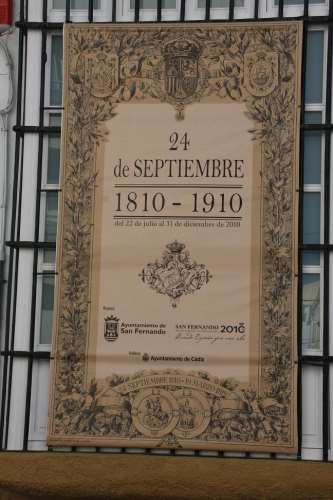 24
de SEPTIEMBRE
1810 - 1910
del 22 de julio al 31 de diciembre de 2010
Ayuntamiento de
San Fernando
SAN FERNANDO 2010
Ayuntamiento de Cádiz